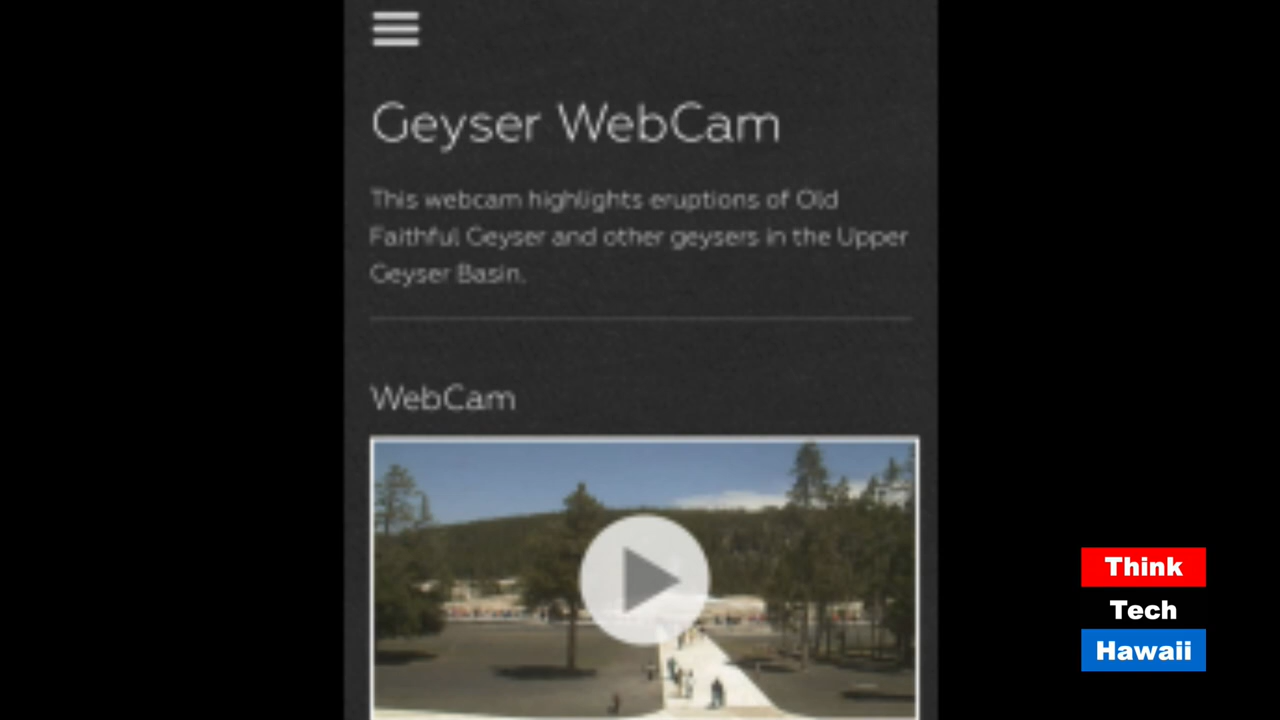 Geyser WebCam
This webcam highlights eruptions of Old
Faithful Geyser and other geysers in the Upper
Geyser Basin.
WebCam
Think
Tech
Hawaii